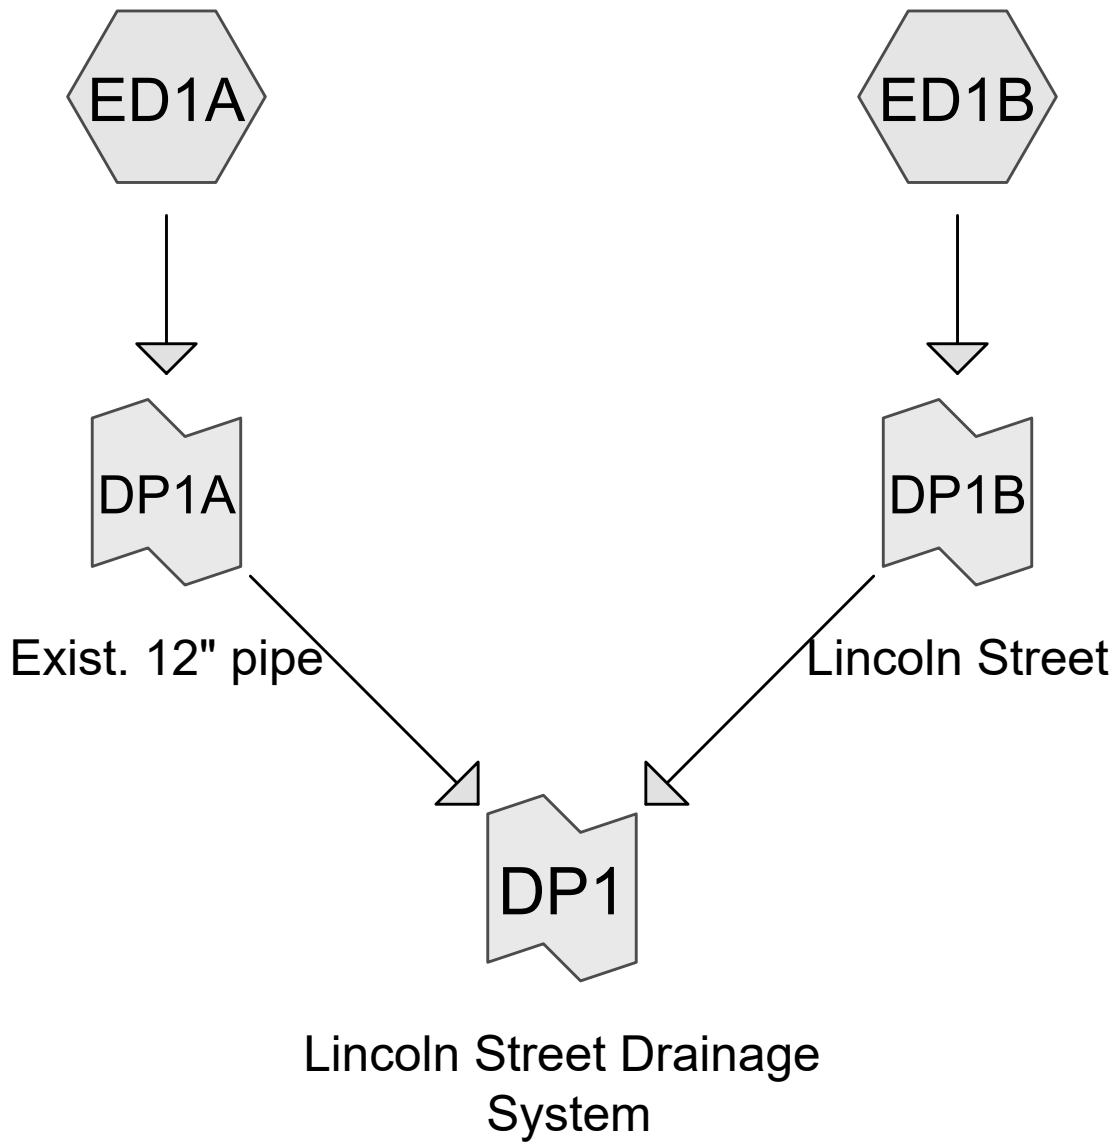 ED1A
ED1B
DP1A
DP1B
Exist. 12" pipe
Lincoln Street
DP1
Lincoln Street Drainage
System